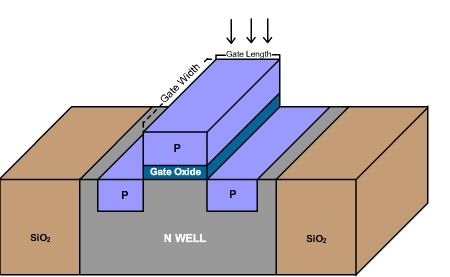 Gate Length
Gate Width
P
Gate Oxide
P
P
SiO₂
N WELL
SiO₂